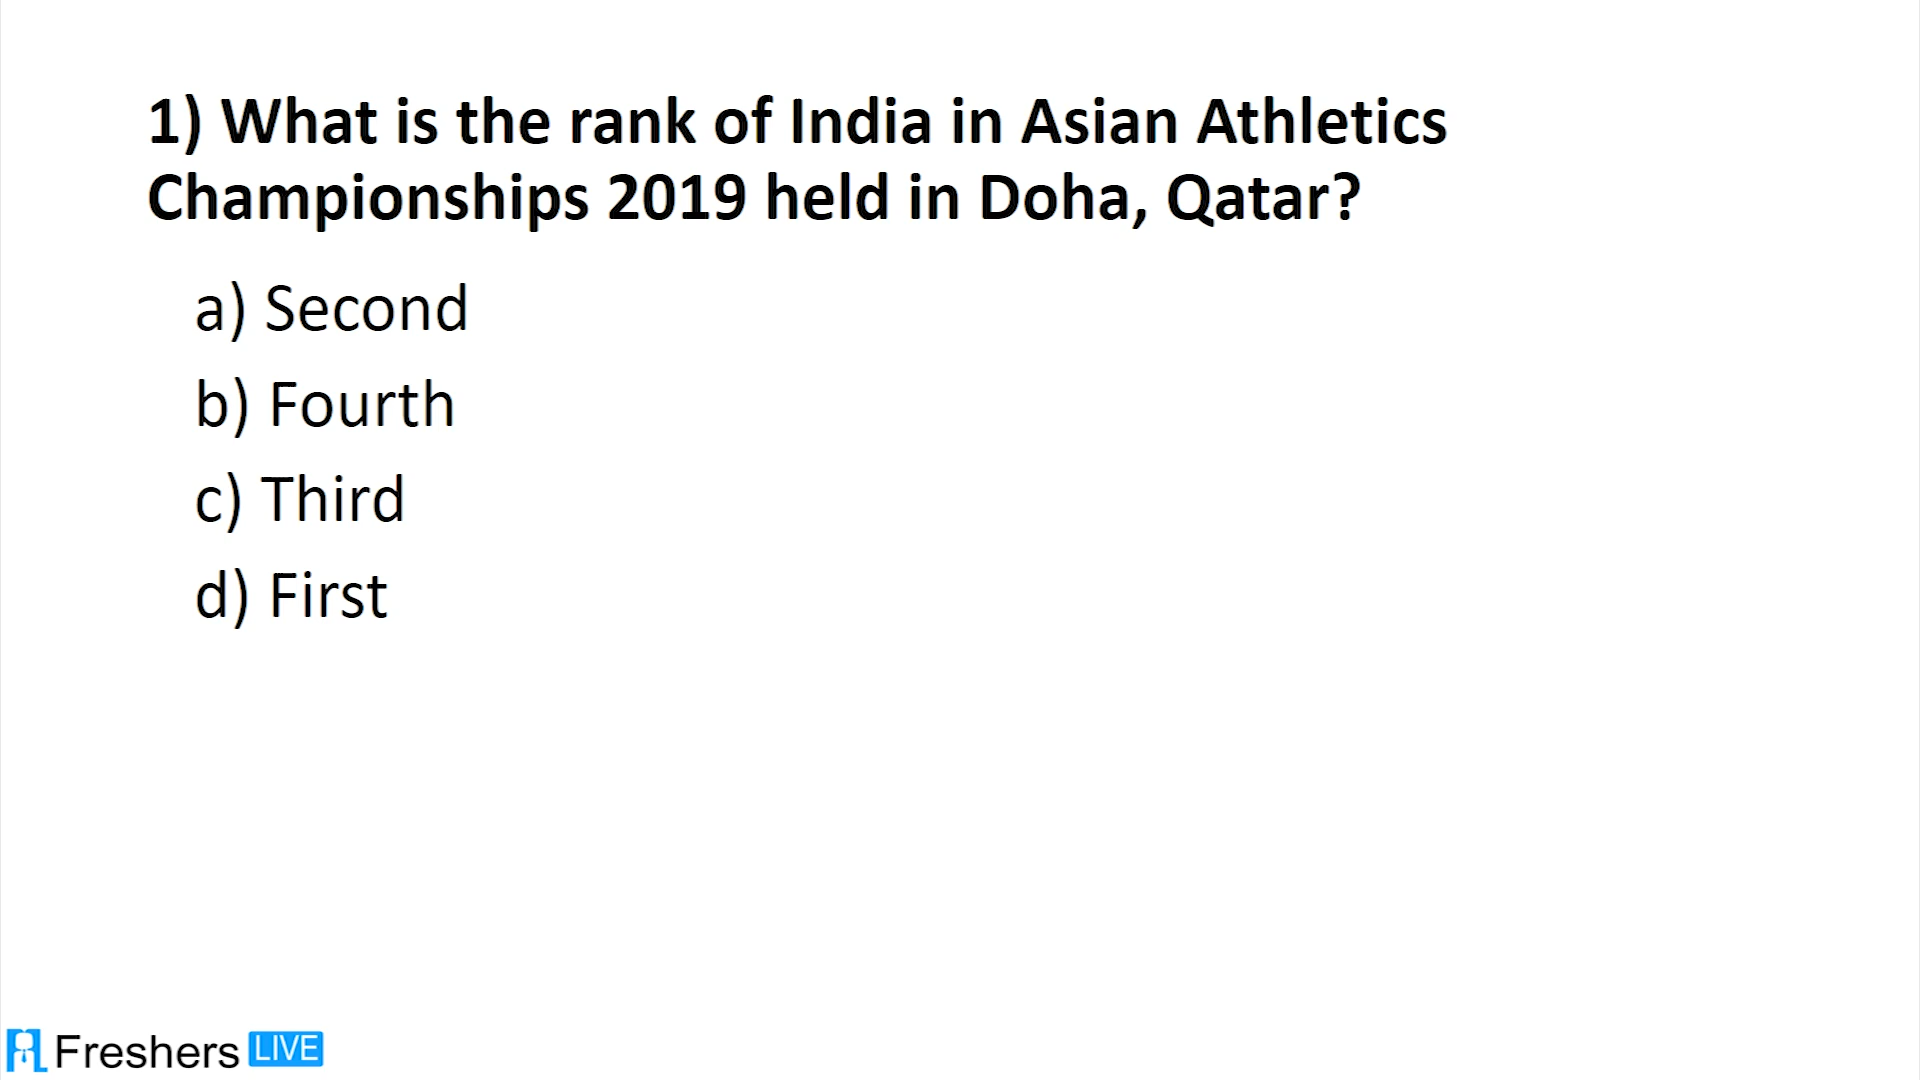 1) What is the rank of India in Asian Athletics
Championships 2019 held in Doha, Qatar?
a) Second
b) Fourth
c) Third
d) First
Freshers LIVE